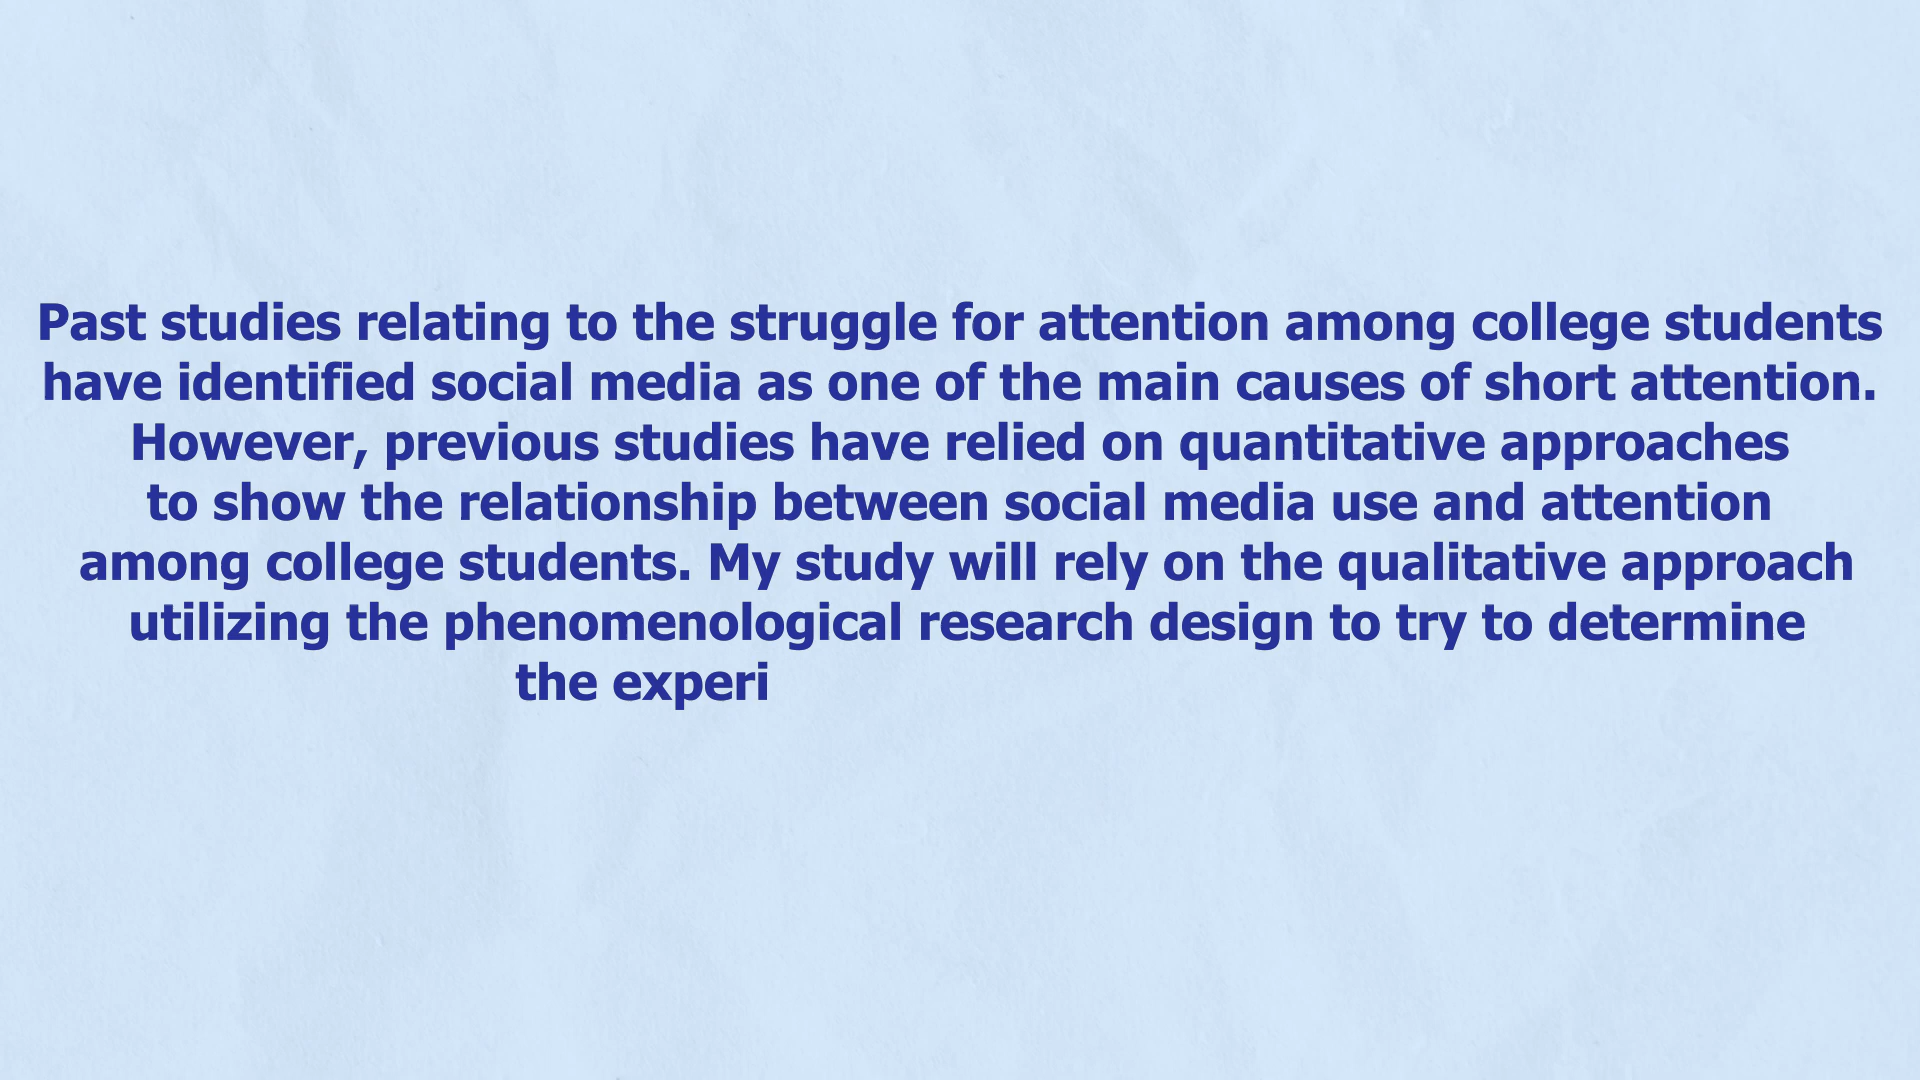 Past studies relating to the struggle for attention among college students
have identified social media as one of the main causes of short attention.
However, previous studies have relied on quantitative approaches
to show the relationship between social media use and attention
among college students. My study will rely on the qualitative approach
utilizing the phenomenological research design to try to determine
the experi